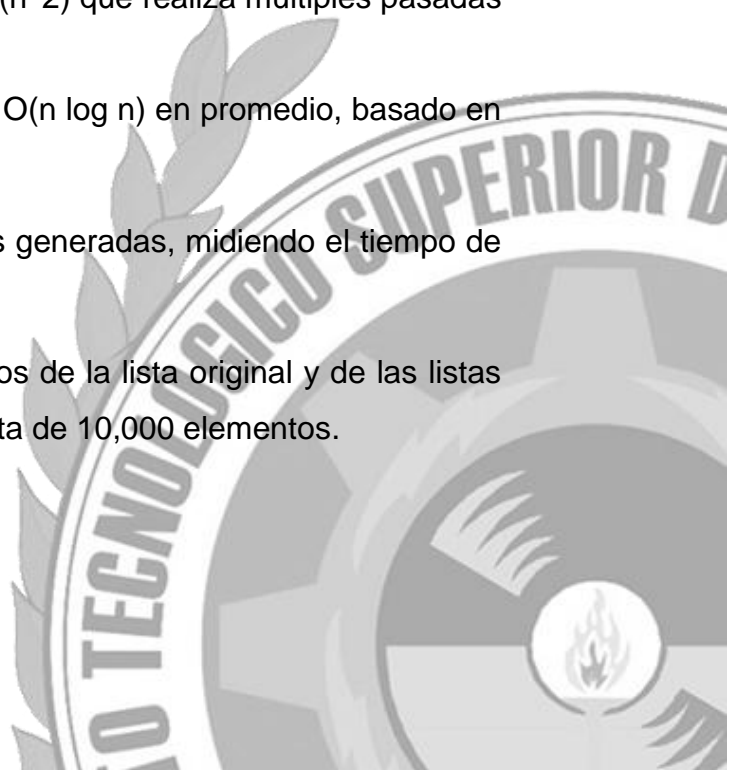 (n^2) que realiza múltiples pasadas
O(n log n) en promedio, basado en
s generadas, midiendo el tiempo de
os de la lista original y de las listas
ta de 10,000 elementos.
O TECNOLOGICO SUPERIOR D